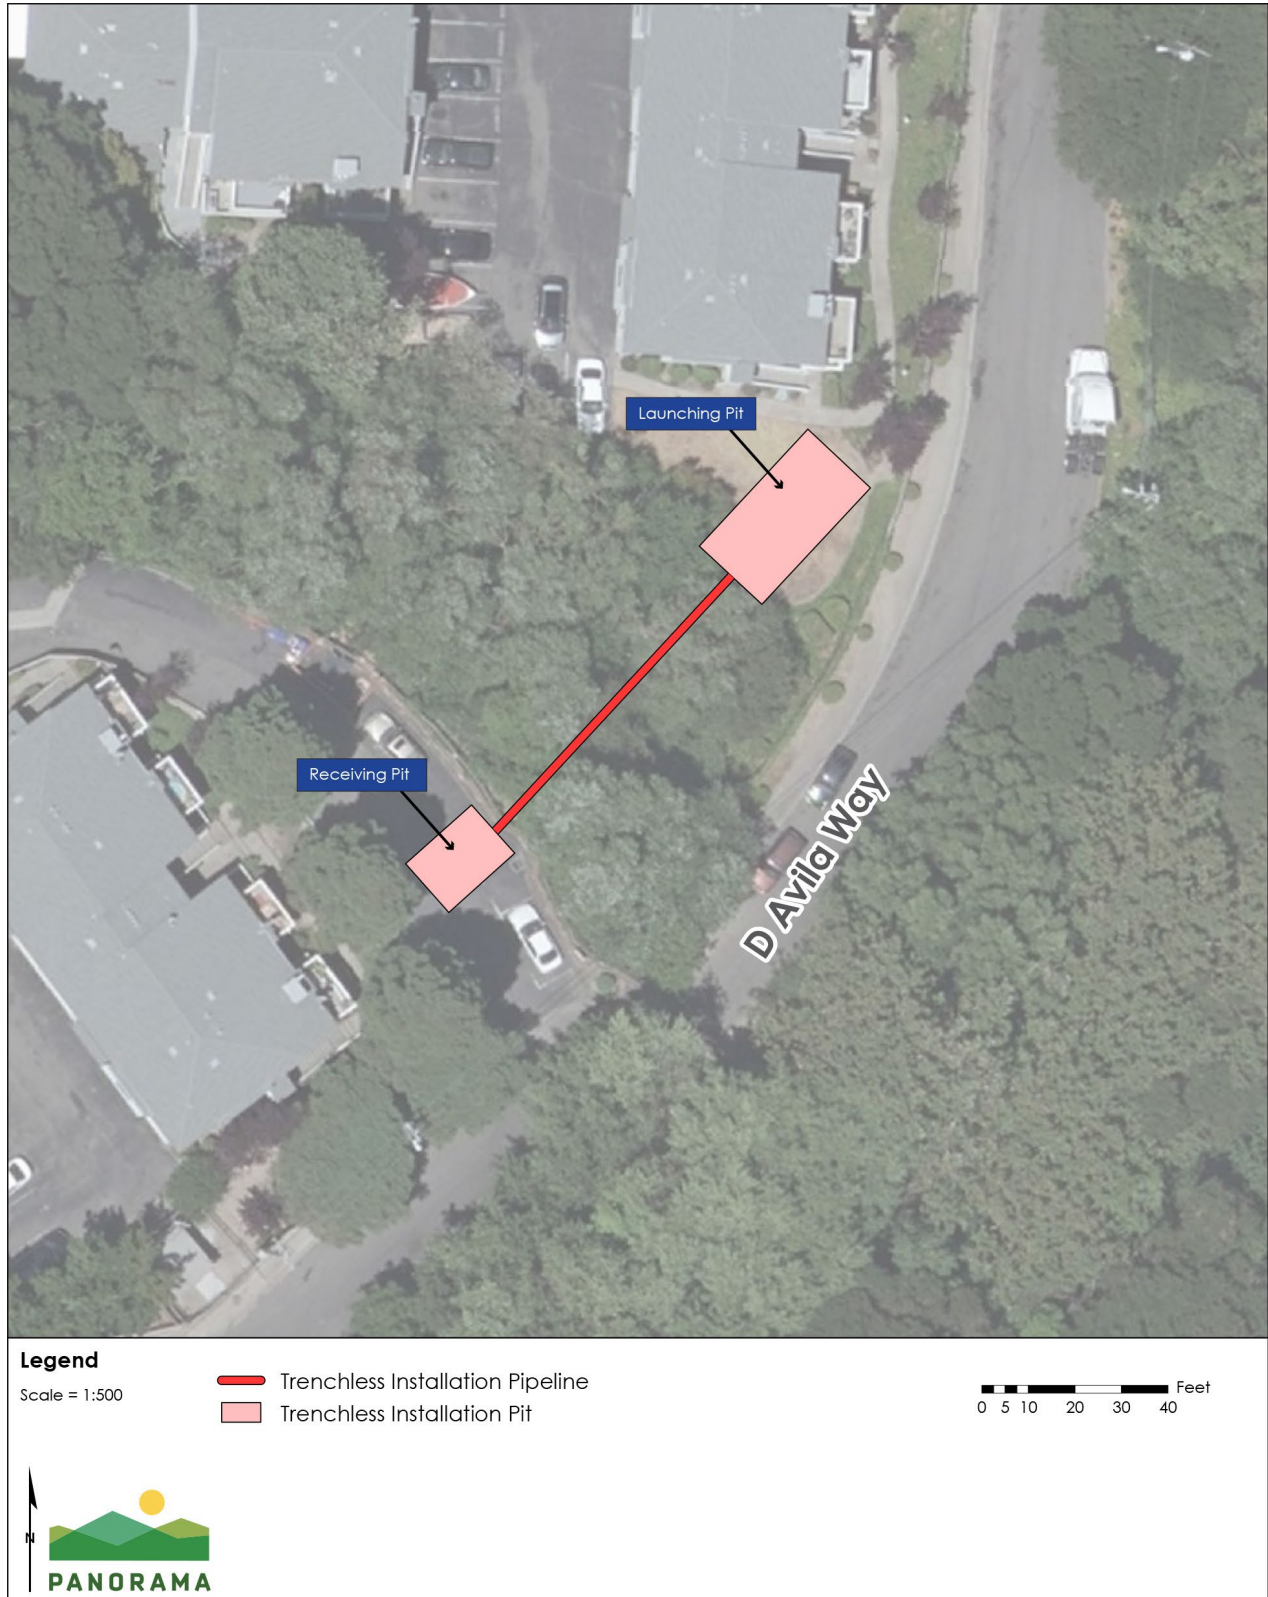 Launching Pit
Receiving Pit
D Avila Way
Legend
Scale = 1:500
Trenchless Installation Pipeline
Trenchless Installation Pit
Feet
0 5 10 20 30 40
N
PANORAMA